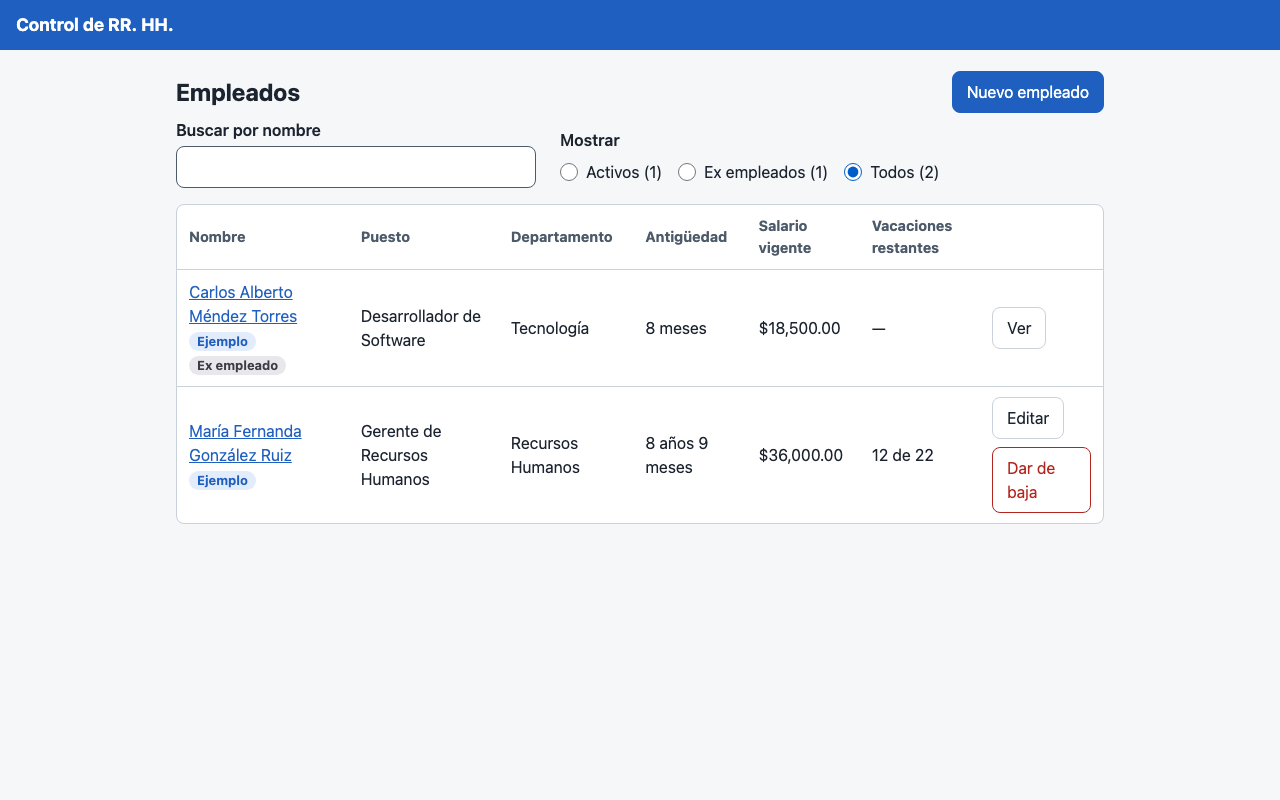 Control de RR. HH.
Empleados
Nuevo empleado
Buscar por nombre
Mostrar
Activos (1)
Ex empleados (1)
Todos (2)
Nombre
Puesto
Departamento
Antigüedad
Salario
vigente
Vacaciones
restantes
Carlos Alberto
Méndez Torres
Ejemplo
Ex empleado
Desarrollador de
Software
Tecnología
8 meses
$18,500.00
—
Ver
María Fernanda
González Ruiz
Ejemplo
Gerente de
Recursos
Humanos
Recursos
Humanos
8 años 9
meses
$36,000.00
12 de 22
Editar
Dar de
baja